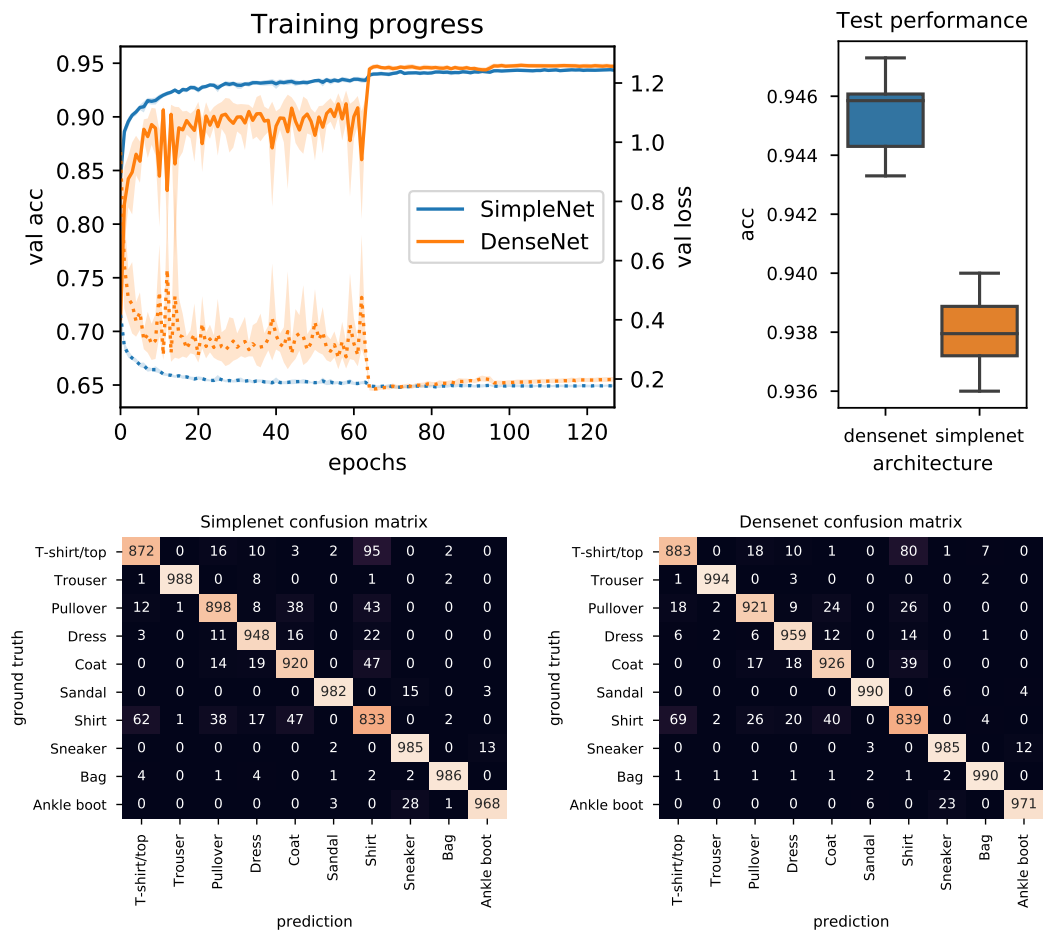 Training progress
0.95
0.90
0.85
0.80
0.75
0.70
0.65
val acc
0 20 40 60 80 100 120
epochs
1.2
1.0
0.8
0.6
0.4
0.2
val loss
SimpleNet
DenseNet
Test performance
0.946
0.944
0.942
0.940
0.938
0.936
acc
densenet simplenet
architecture
Simplenet confusion matrix
T-shirt/top 872 0 16 10 3 2 95 0 2 0
Trouser 1 988 0 8 0 0 1 0 2 0
Pullover 12 1 898 8 38 0 43 0 0 0
Dress 3 0 11 948 16 0 22 0 0 0
Coat 0 0 14 19 920 0 47 0 0 0
Sandal 0 0 0 0 0 982 0 15 0 3
Shirt 62 1 38 17 47 0 833 0 2 0
Sneaker 0 0 0 0 0 2 0 985 0 13
Bag 4 0 1 4 0 1 2 2 986 0
Ankle boot 0 0 0 0 0 3 0 28 1 968
ground truth
T-shirt/top Trouser Pullover Dress Coat Sandal Shirt Sneaker Bag Ankle boot
prediction
Densenet confusion matrix
T-shirt/top 883 0 18 10 1 0 80 1 7 0
Trouser 1 994 0 3 0 0 0 0 2 0
Pullover 18 2 921 9 24 0 26 0 0 0
Dress 6 2 6 959 12 0 14 0 1 0
Coat 0 0 17 18 926 0 39 0 0 0
Sandal 0 0 0 0 0 990 0 6 0 4
Shirt 69 2 26 20 40 0 839 0 4 0
Sneaker 0 0 0 0 0 3 0 985 0 12
Bag 1 1 1 1 1 2 1 2 990 0
Ankle boot 0 0 0 0 0 6 0 23 0 971
ground truth
T-shirt/top Trouser Pullover Dress Coat Sandal Shirt Sneaker Bag Ankle boot
prediction